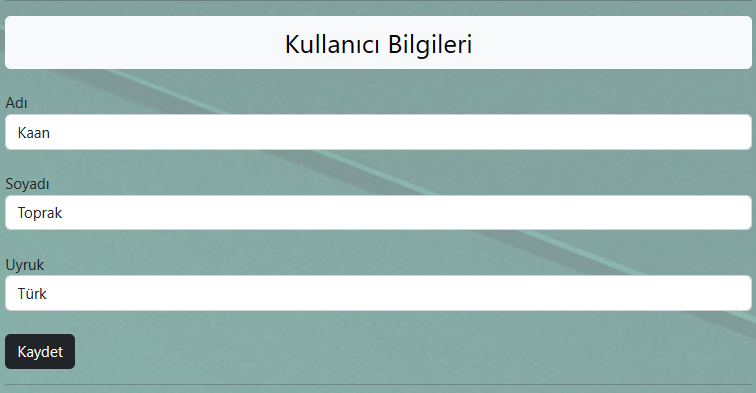 Kullanıcı Bilgileri
Adı
Kaan
Soyadı
Toprak
Uyruk
Türk
Kaydet